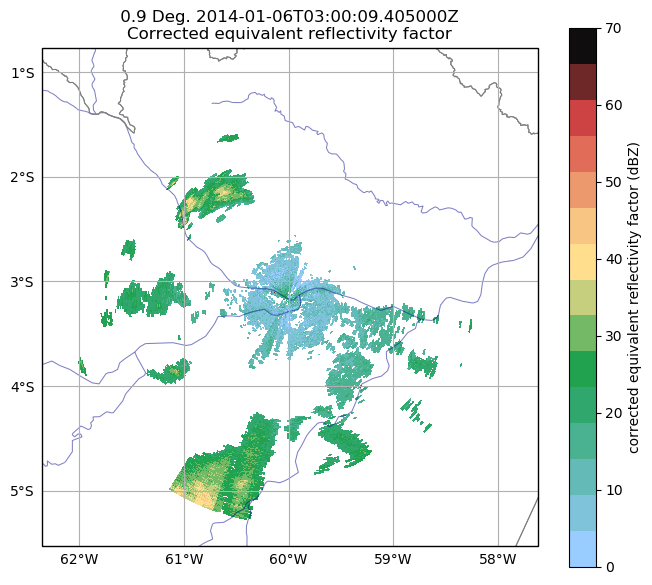 0.9 Deg. 2014-01-06T03:00:09.405000Z
Corrected equivalent reflectivity factor
1°S
2°S
3°S
4°S
5°S
62°W
61°W
60°W
59°W
58°W
70
60
50
40
30
20
10
0
corrected equivalent reflectivity factor (dBZ)